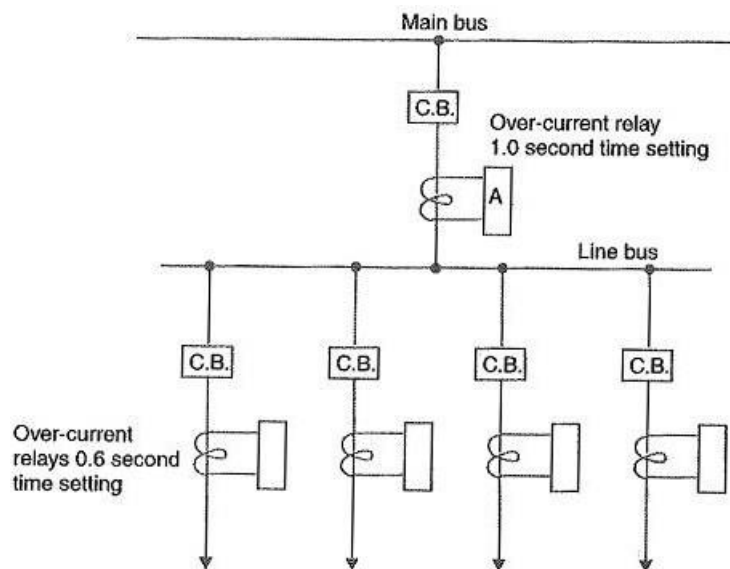 Main bus
C.B.
Over-current relay
1.0 second time setting
A
Line bus
C.B.
C.B.
C.B.
C.B.
Over-current
relays 0.6 second
time setting